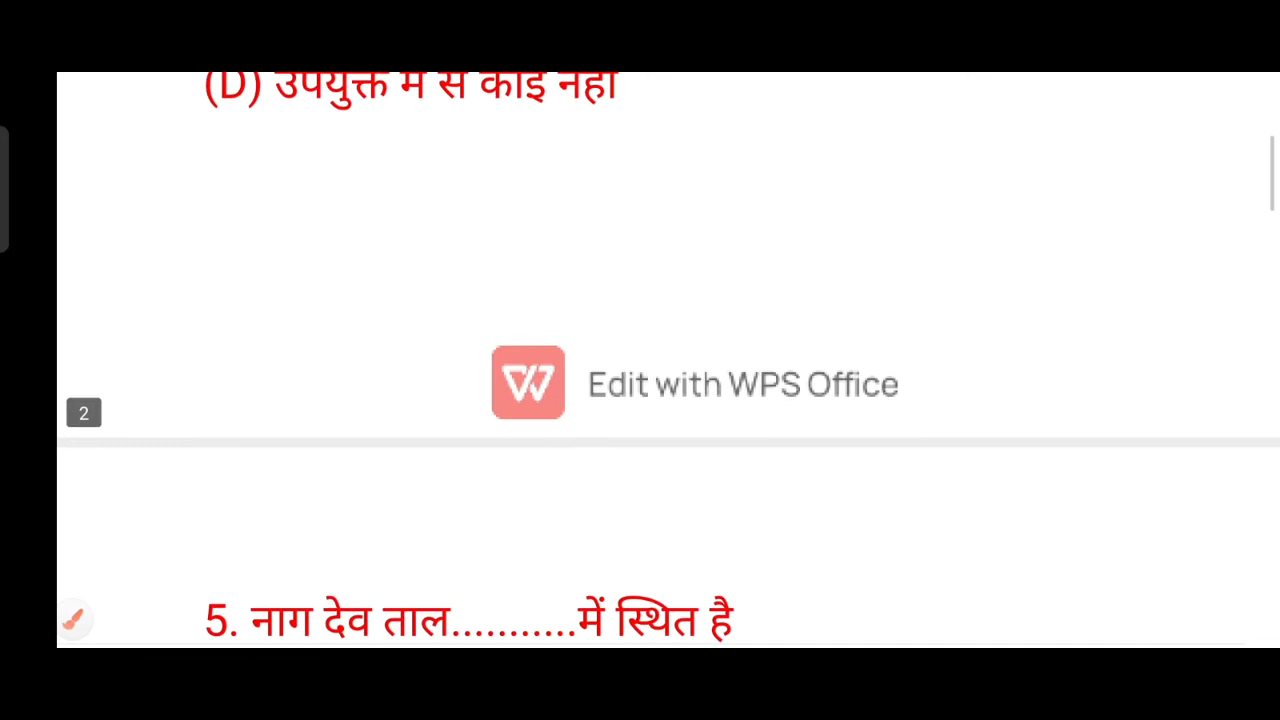 (D) उपयुक्त में से कोई नहीं
Edit with WPS Office
2
5. नाग देव ताल...........में स्थित है